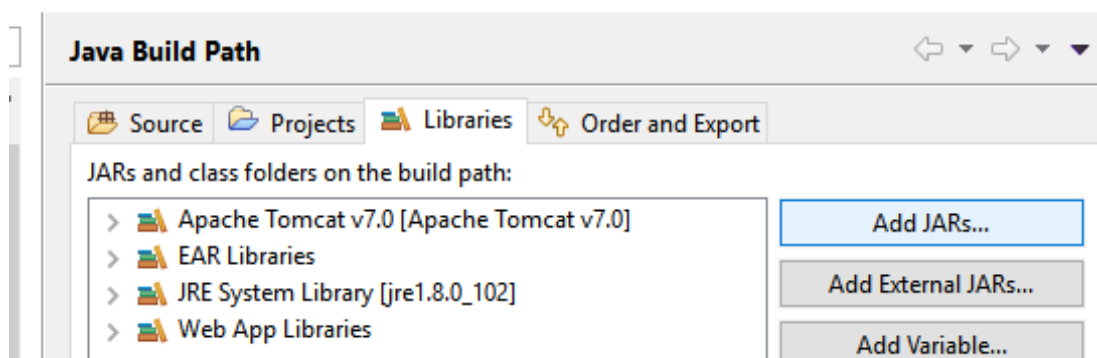 Java Build Path
Source Projects Libraries Order and Export
JARs and class folders on the build path:
Apache Tomcat v7.0 [Apache Tomcat v7.0]
EAR Libraries
JRE System Library [jre1.8.0_102]
Web App Libraries
Add JARs...
Add External JARs...
Add Variable...